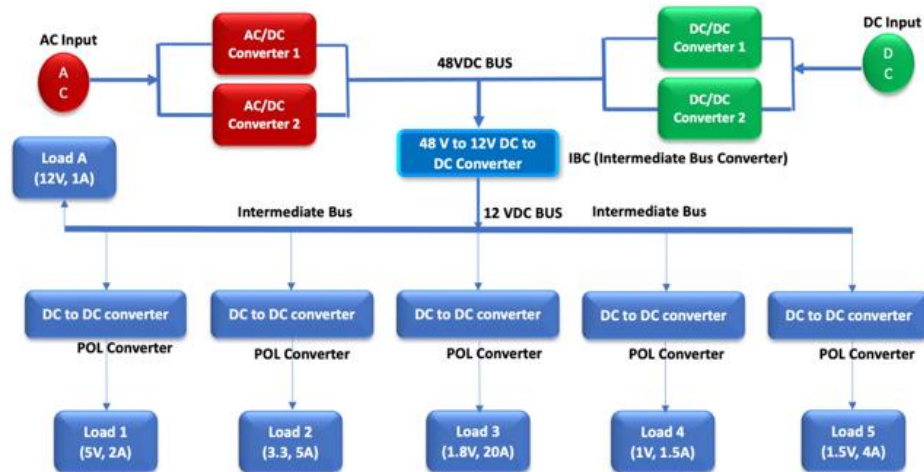 AC Input
A
C
AC/DC
Converter 1
AC/DC
Converter 2
48VDC BUS
DC/DC
Converter 1
DC/DC
Converter 2
DC Input
D
C
48 V to 12V DC to
DC Converter
IBC (Intermediate Bus Converter)
Load A
(12V, 1A)
Intermediate Bus
12 VDC BUS
Intermediate Bus
DC to DC converter
DC to DC converter
DC to DC converter
DC to DC converter
DC to DC converter
POL Converter
POL Converter
POL Converter
POL Converter
POL Converter
Load 1
(5V, 2A)
Load 2
(3.3, 5A)
Load 3
(1.8V, 20A)
Load 4
(1V, 1.5A)
Load 5
(1.5V, 4A)